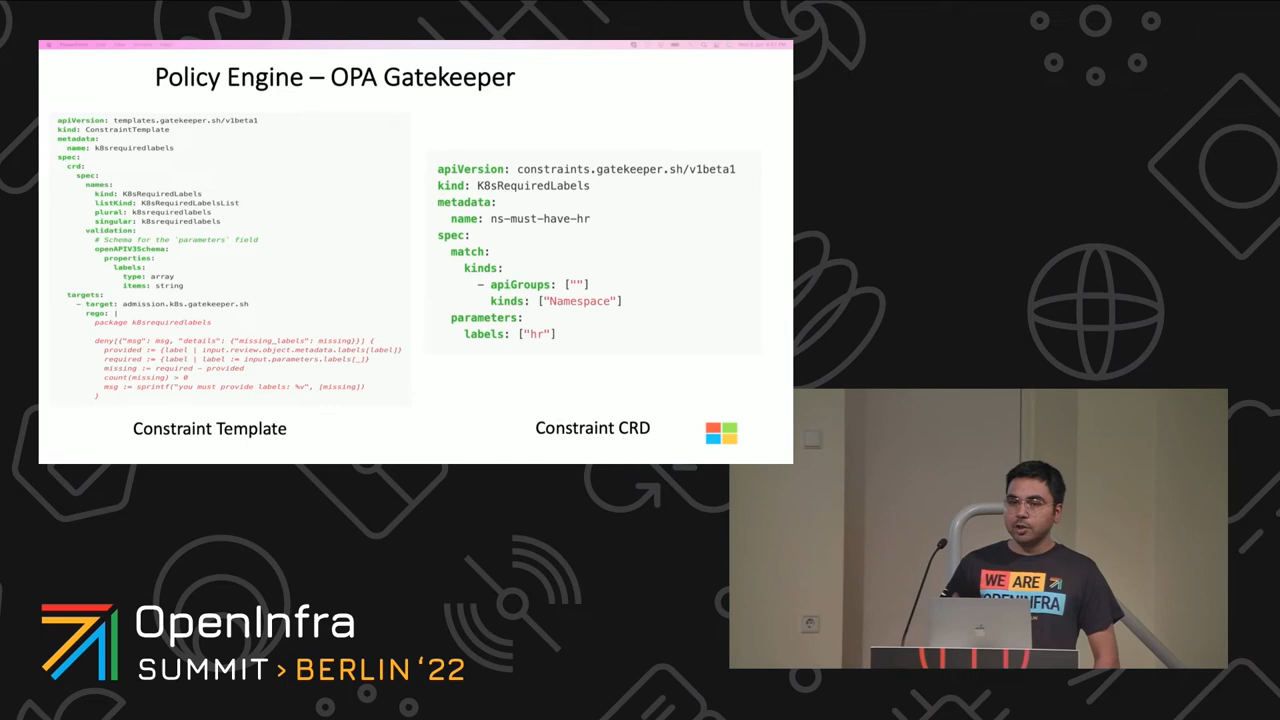 Policy Engine – OPA Gatekeeper
apiVersion: templates.gatekeeper.sh/v1beta1
kind: ConstraintTemplate
metadata:
name: k8srequiredlabels
spec:
crd:
spec:
names:
kind: K8sRequiredLabels
listKind: K8sRequiredLabelsList
plural: k8srequiredlabels
singular: k8srequiredlabels
validation:
# Schema for the `parameters` field
openAPIV3Schema:
properties:
labels:
type: array
items: string
targets:
- target: admission.k8s.gatekeeper.sh
rego: |
package k8srequiredlabels
deny[{"msg": msg, "details": {"missing_labels": missing}}] {
provided := {label | input.review.object.metadata.labels[label]}
required := {label | label := input.parameters.labels[_]}
missing := required - provided
count(missing) > 0
msg := sprintf("you must provide labels: %v", [missing])
}
Constraint Template
apiVersion: constraints.gatekeeper.sh/v1beta1
kind: K8sRequiredLabels
metadata:
name: ns-must-have-hr
spec:
match:
kinds:
- apiGroups: [""]
kinds: ["Namespace"]
parameters:
labels: ["hr"]
Constraint CRD
WE ARE
OPENINFRA
OpenInfra
SUMMIT > BERLIN ‘22